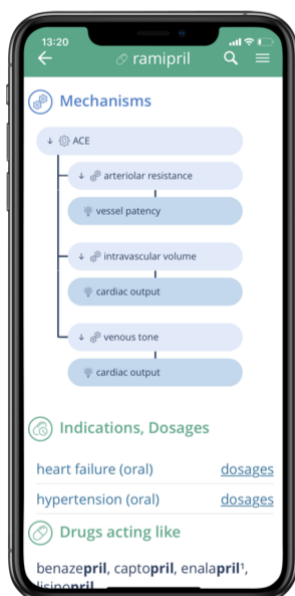 13:20
ramipril
Mechanisms
↓ ACE
↓ arteriolar resistance
vessel patency
↓ intravascular volume
cardiac output
↓ venous tone
cardiac output
Indications, Dosages
heart failure (oral) dosages
hypertension (oral) dosages
Drugs acting like
benazepril, captopril, enalapril¹,
lisinopril